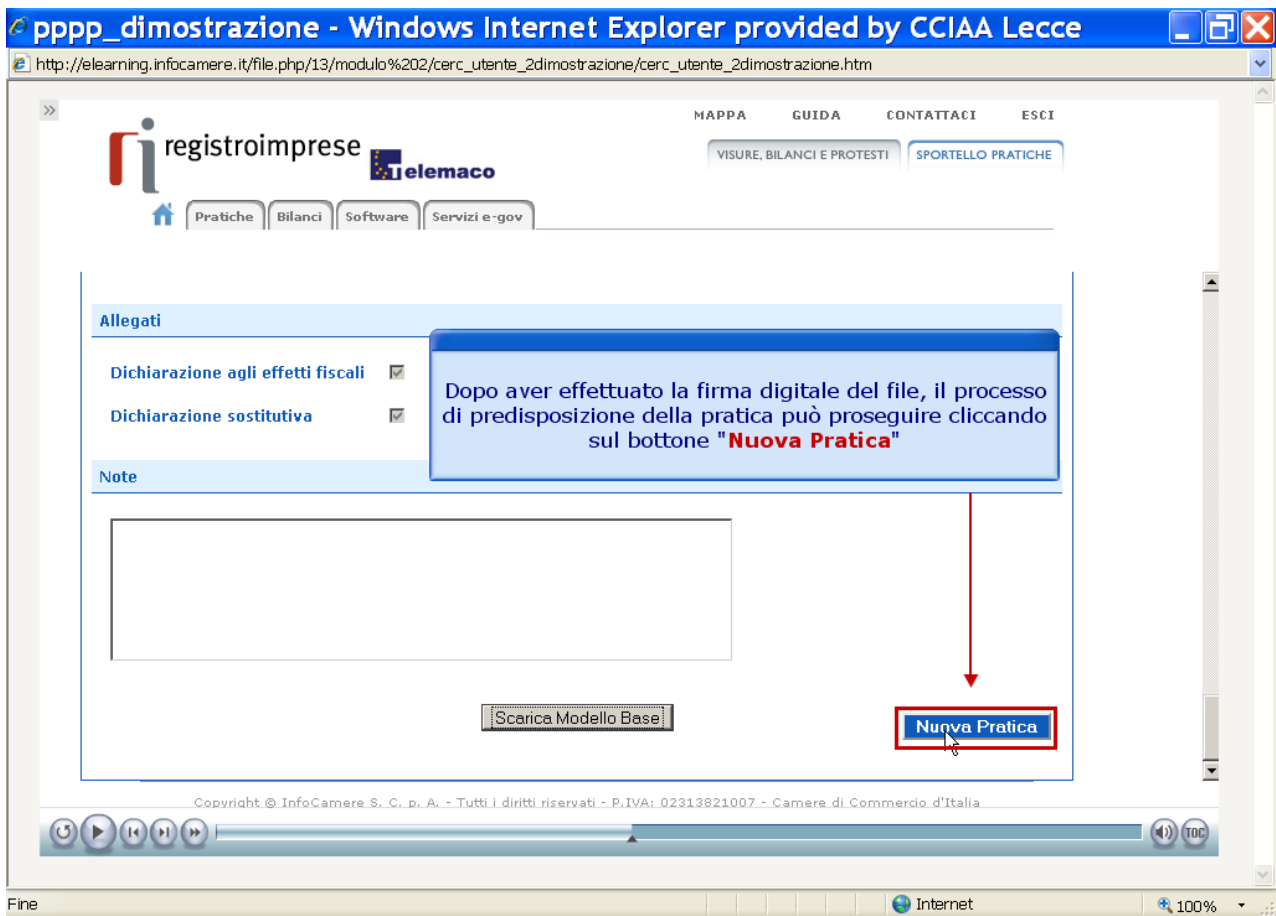 pppp_dimostrazione - Windows Internet Explorer provided by CCIAA Lecce
http://elearning.infocamere.it/file.php/13/modulo%202/cerc_utente_2dimostrazione/cerc_utente_2dimostrazione.htm
MAPPA GUIDA CONTATTACI ESCI
registroimprese Telemaco
VISURE, BILANCI E PROTESTI SPORTELLO PRATICHE
Pratiche Bilanci Software Servizi e-gov
Allegati
Dichiarazione agli effetti fiscali
Dichiarazione sostitutiva
Dopo aver effettuato la firma digitale del file, il processo
di predisposizione della pratica può proseguire cliccando
sul bottone "Nuova Pratica"
Note
Scarica Modello Base
Nuova Pratica
Copyright © InfoCamere S. C. p. A. - Tutti i diritti riservati - P.IVA: 02313821007 - Camere di Commercio d'Italia
TOC
Fine Internet 100%